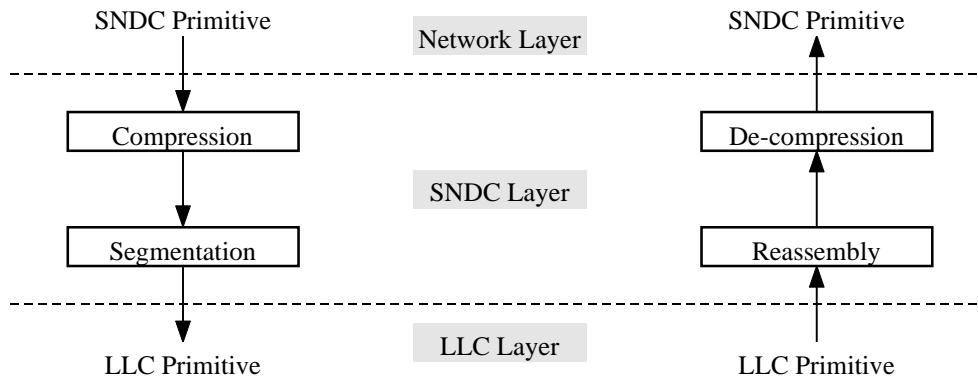 SNDC Primitive
Network Layer
SNDC Primitive
Compression
De-compression
SNDC Layer
Segmentation
Reassembly
LLC Primitive
LLC Layer
LLC Primitive